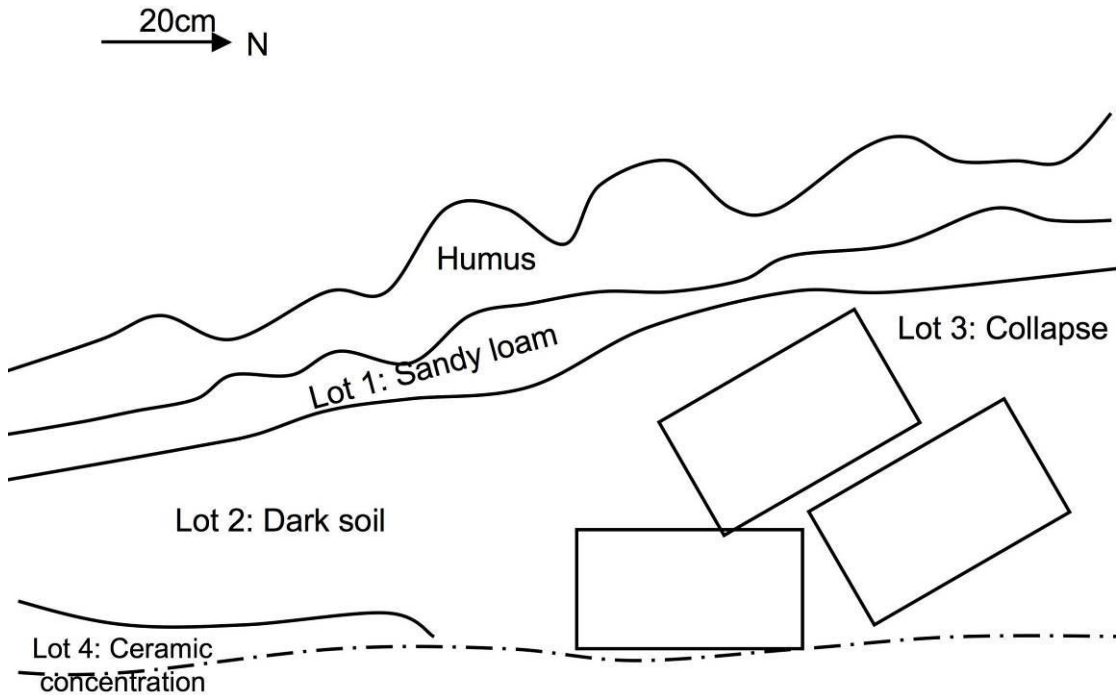 20cm
N
Humus
Lot 1: Sandy loam
Lot 3: Collapse
Lot 2: Dark soil
Lot 4: Ceramic
concentration